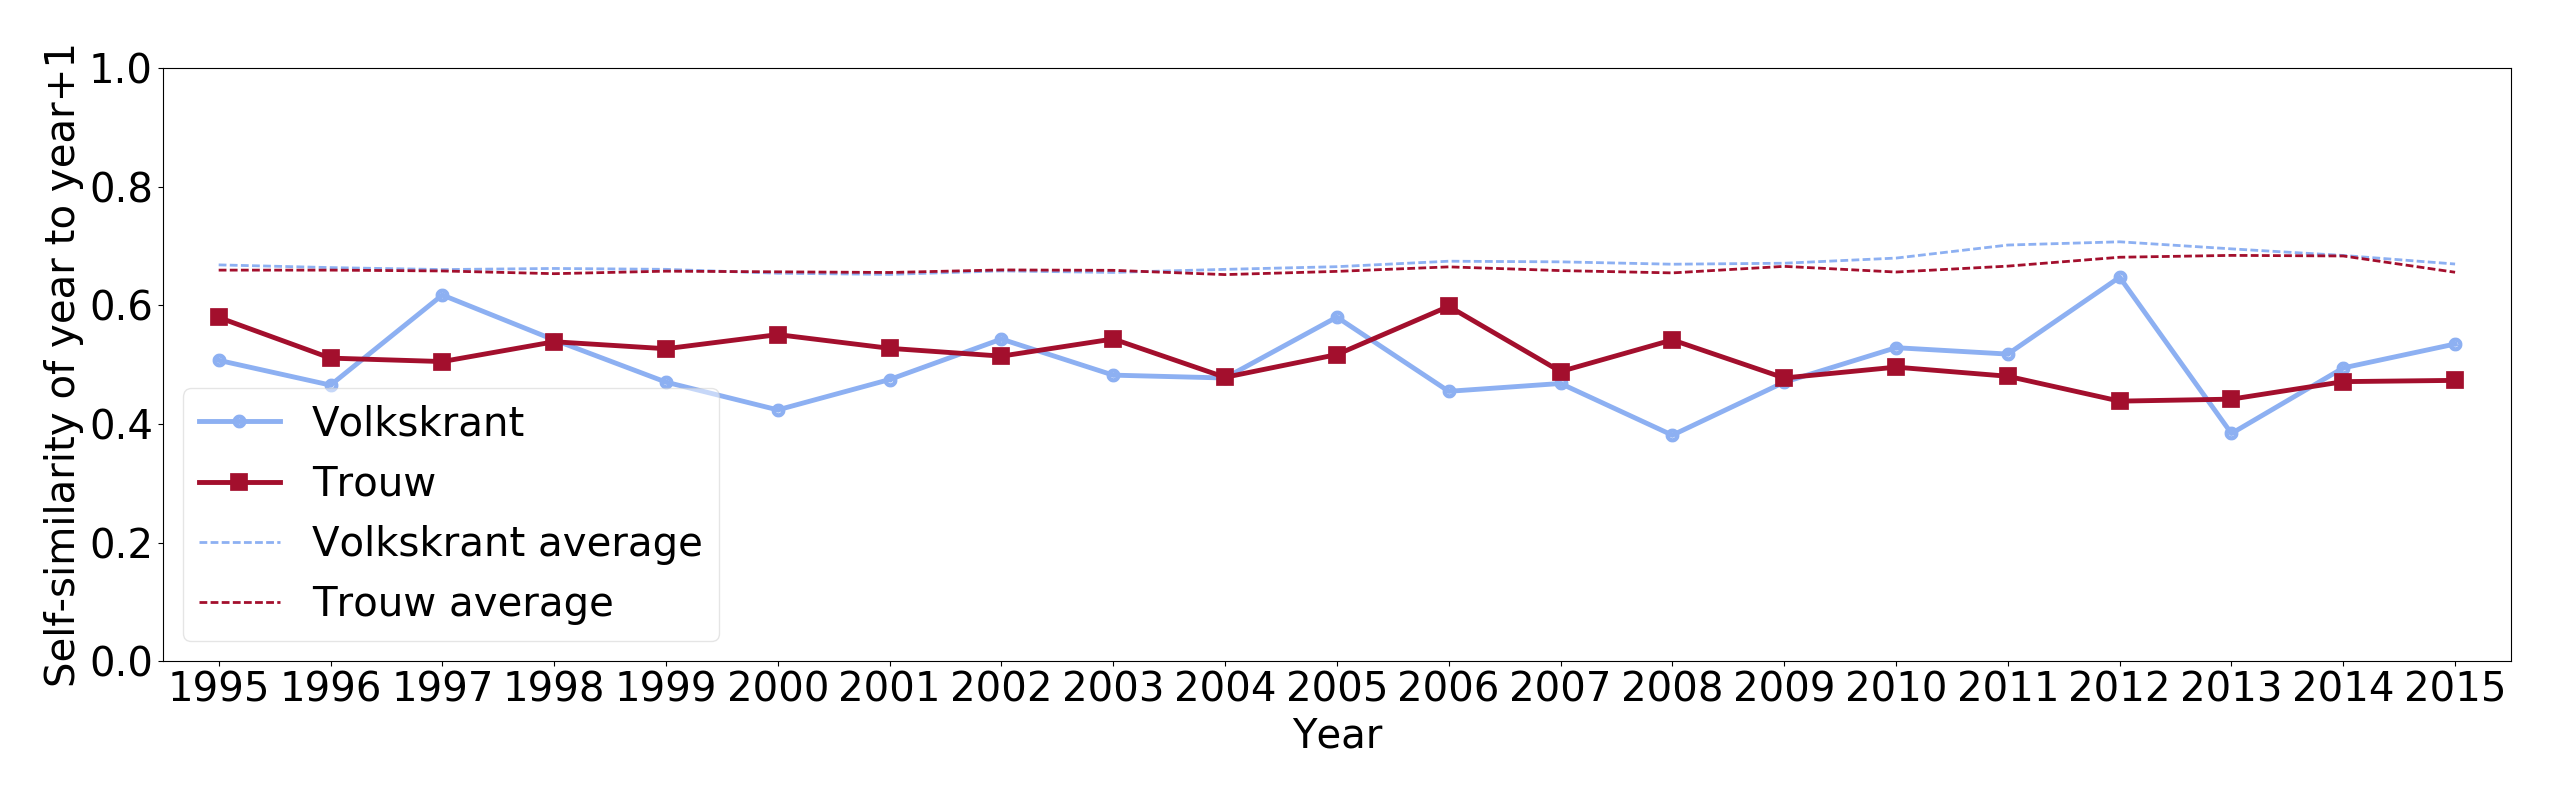 Self-similarity of year to year+1
1.0
0.8
0.6
0.4
0.2
0.0
Volkskrant
Trouw
Volkskrant average
Trouw average
1995 1996 1997 1998 1999 2000 2001 2002 2003 2004 2005 2006 2007 2008 2009 2010 2011 2012 2013 2014 2015
Year